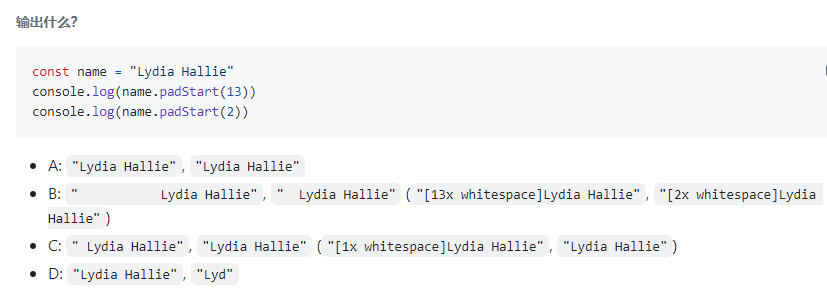 输出什么?
const name = "Lydia Hallie"
console.log(name.padStart(13))
console.log(name.padStart(2))
A: "Lydia Hallie", "Lydia Hallie"
B: "           Lydia Hallie", "  Lydia Hallie" ( "[13x whitespace]Lydia Hallie", "[2x whitespace]Lydia
Hallie" )
C: " Lydia Hallie", "Lydia Hallie" ( "[1x whitespace]Lydia Hallie", "Lydia Hallie" )
D: "Lydia Hallie", "Lyd"